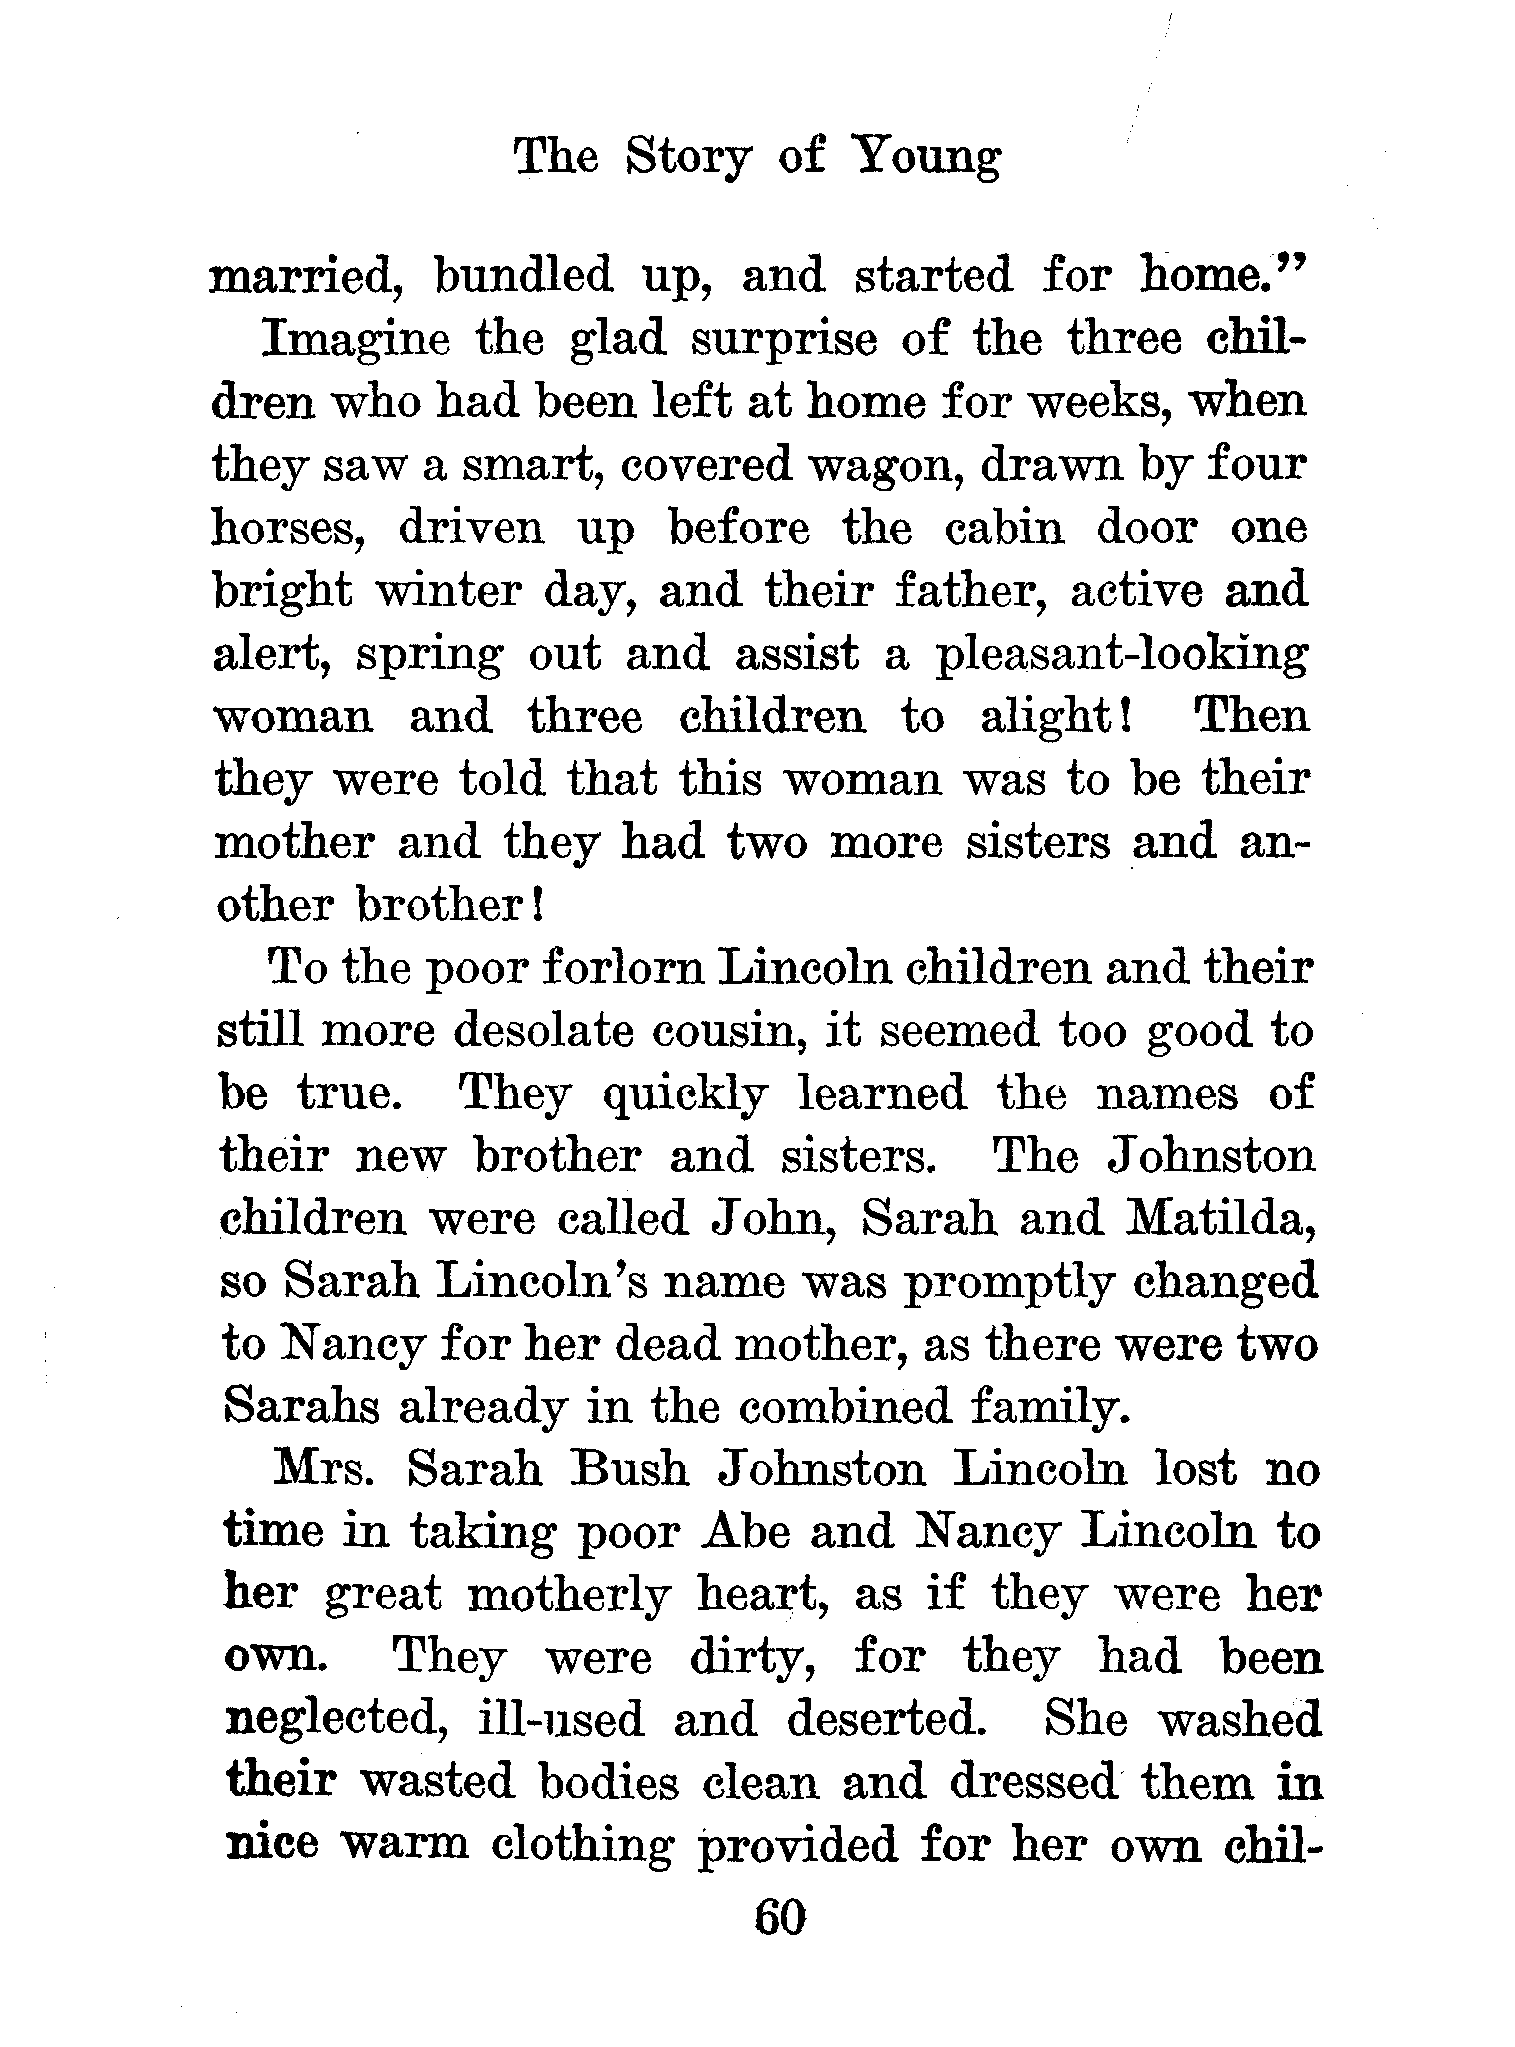 The Story of Young
married, bundled up, and started for home.”
Imagine the glad surprise of the three chil-
dren who had been left at home for weeks, when
they saw a smart, covered wagon, drawn by four
horses, driven up before the cabin door one
bright winter day, and their father, active and
alert, spring out and assist a pleasant-looking
woman and three children to alight! Then
they were told that this woman was to be their
mother and they had two more sisters and an-
other brother!
To the poor forlorn Lincoln children and their
still more desolate cousin, it seemed too good to
be true. They quickly learned the names of
their new brother and sisters. The Johnston
children were called John, Sarah and Matilda,
so Sarah Lincoln’s name was promptly changed
to Nancy for her dead mother, as there were two
Sarahs already in the combined family.
Mrs. Sarah Bush Johnston Lincoln lost no
time in taking poor Abe and Nancy Lincoln to
her great motherly heart, as if they were her
own. They were dirty, for they had been
neglected, ill-used and deserted. She washed
their wasted bodies clean and dressed them in
nice warm clothing provided for her own chil-
60